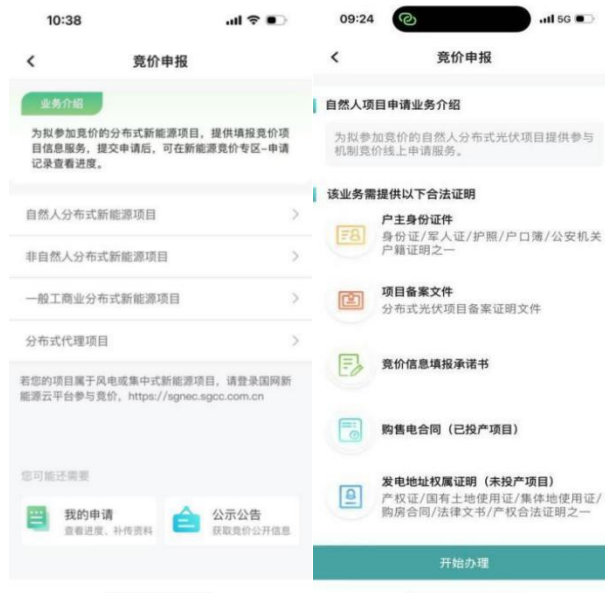 10:38
竞价申报
业务介绍
为拟参加竞价的分布式新能源项目，提供填报竞价项
目信息服务，提交申请后，可在新能源竞价专区-申请
记录查看进度。
自然人分布式新能源项目
非自然人分布式新能源项目
一般工商业分布式新能源项目
分布式代理项目
若您的项目属于风电或集中式新能源项目，请登录国网新
能源云平台参与竞价，https://sgnec.sgcc.com.cn
您可能还需要
我的申请
查看进度、补传资料
公示公告
获取竞价公开信息
09:24
5G
竞价申报
自然人项目申请业务介绍
为拟参加竞价的自然人分布式光伏项目提供参与
机制竞价线上申请服务。
该业务需提供以下合法证明
户主身份证件
身份证/军人证/护照/户口簿/公安机关
户籍证明之一
项目备案文件
分布式光伏项目备案证明文件
竞价信息填报承诺书
购售电合同（已投产项目）
发电地址权属证明（未投产项目）
产权证/国有土地使用证/集体地使用证/
购房合同/法律文书/产权合法证明之一
开始办理